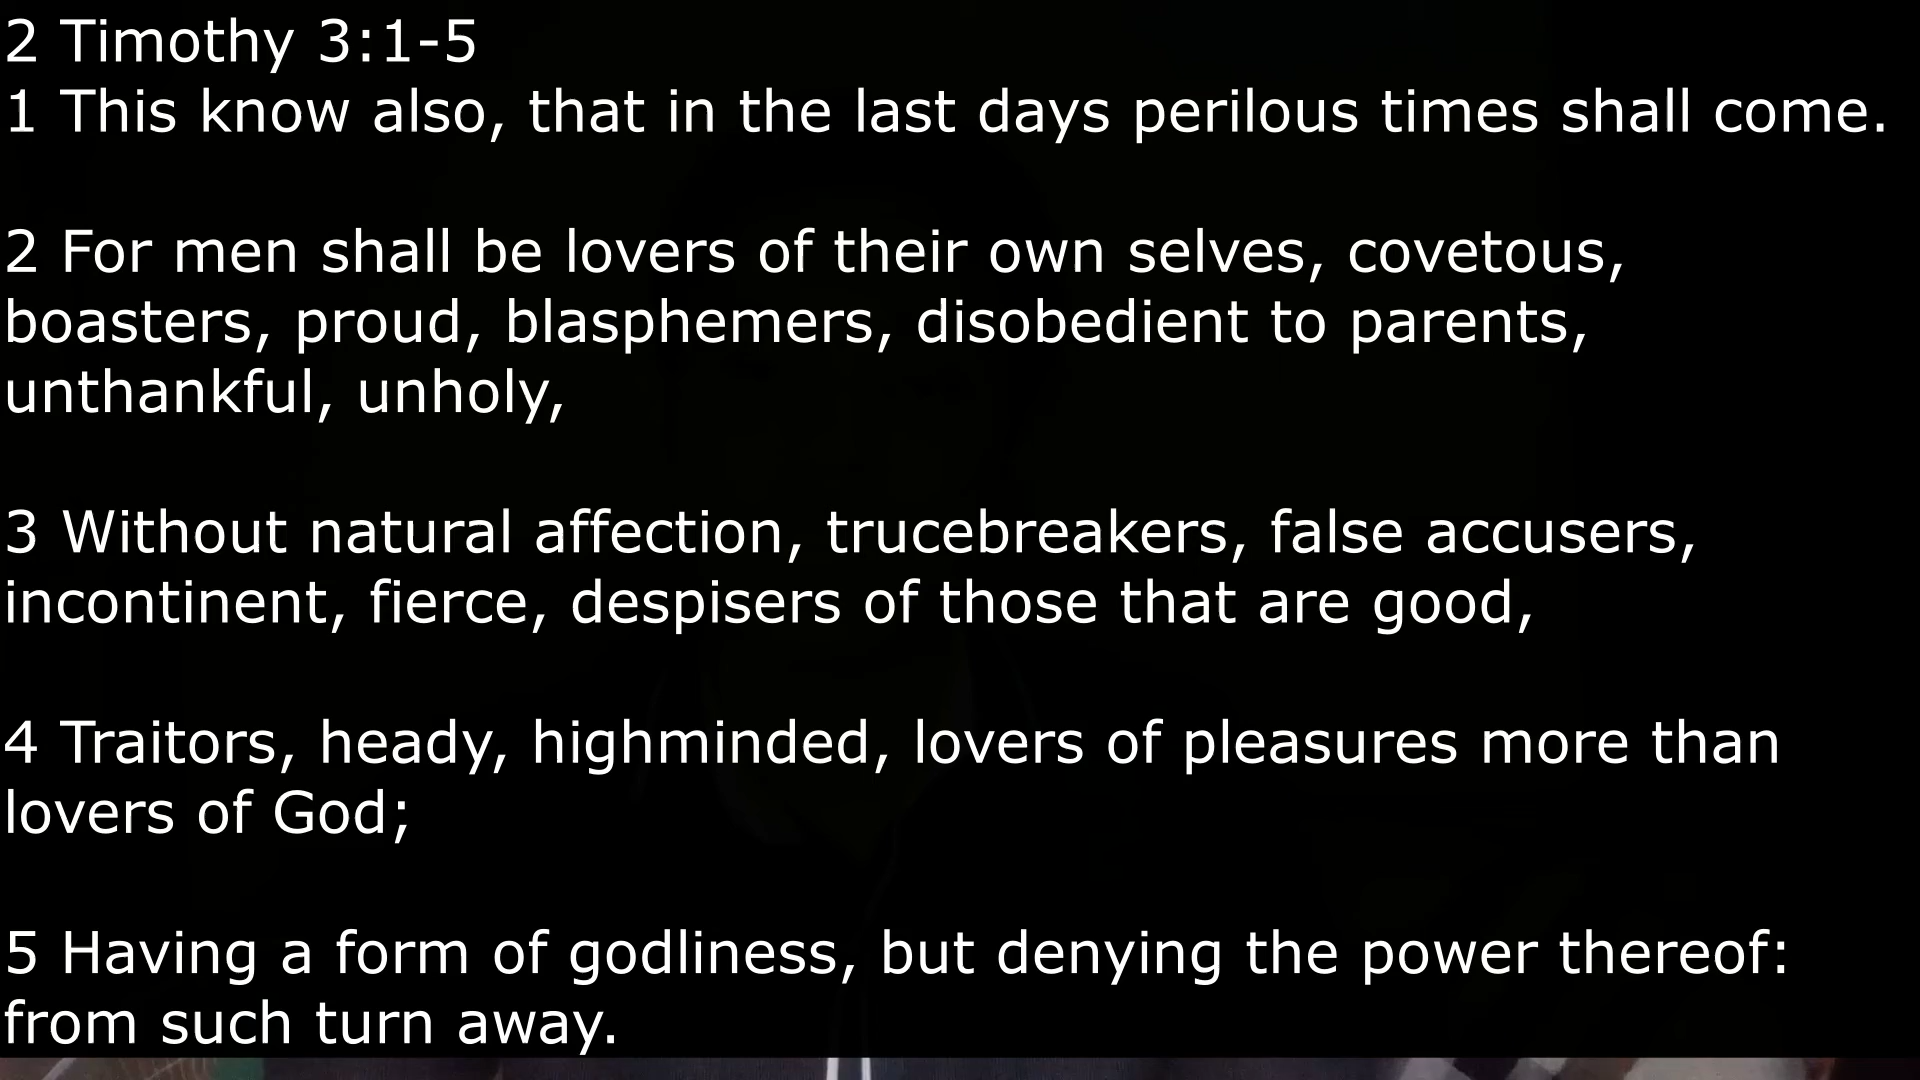 2 Timothy 3:1-5
1 This know also, that in the last days perilous times shall come.
2 For men shall be lovers of their own selves, covetous,
boasters, proud, blasphemers, disobedient to parents,
unthankful, unholy,
3 Without natural affection, trucebreakers, false accusers,
incontinent, fierce, despisers of those that are good,
4 Traitors, heady, highminded, lovers of pleasures more than
lovers of God;
5 Having a form of godliness, but denying the power thereof:
from such turn away.